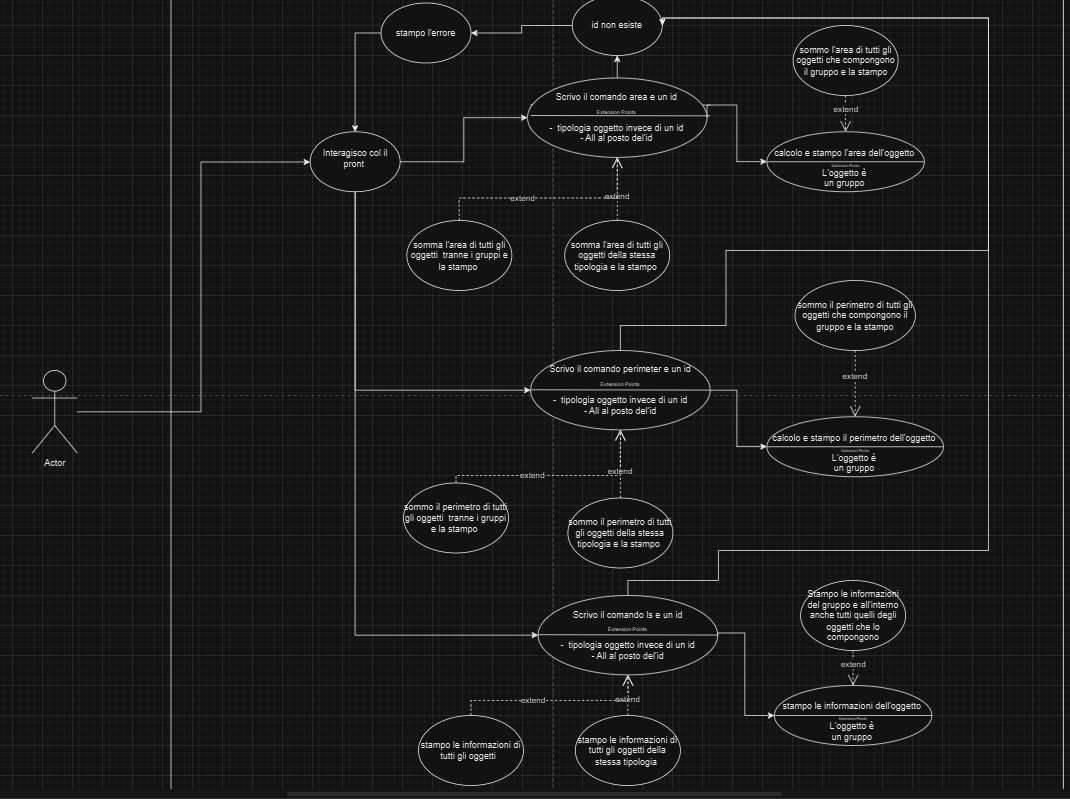 id non esiste
stampo l'errore
sommo l'area di tutti gli
oggetti che compongono
il gruppo e la stampo
extend
Scrivo il comando area e un id
Extension Points
- tipologia oggetto invece di un id
- All al posto del'id
Interagisco col il
pront
calcolo e stampo l'area dell'oggetto
Extension Points
L'oggetto è
un gruppo
extend
extend
somma l'area di tutti gli
oggetti tranne i gruppi e
la stampo
somma l'area di tutti gli
oggetti della stessa
tipologia e la stampo
sommo il perimetro di tutti gli
oggetti che compongono il
gruppo e la stampo
extend
Scrivo il comando perimeter e un id
Extension Points
- tipologia oggetto invece di un id
- All al posto del'id
calcolo e stampo il perimetro dell'oggetto
Extension Points
L'oggetto è
un gruppo
Actor
extend
extend
sommo il perimetro di tutti
gli oggetti tranne i gruppi
e la stampo
sommo il perimetro di tutti
gli oggetti della stessa
tipologia e la stampo
Stampo le informazioni
del gruppo e all'interno
anche tutti quelli degli
oggetti che lo
compongono
extend
Scrivo il comando ls e un id
Extension Points
- tipologia oggetto invece di un id
- All al posto del'id
stampo le informazioni dell'oggetto
Extension Points
L'oggetto è
un gruppo
extend
extend
stampo le informazioni di
tutti gli oggetti
stampo le informazioni di
tutti gli oggetti della
stessa tipologia